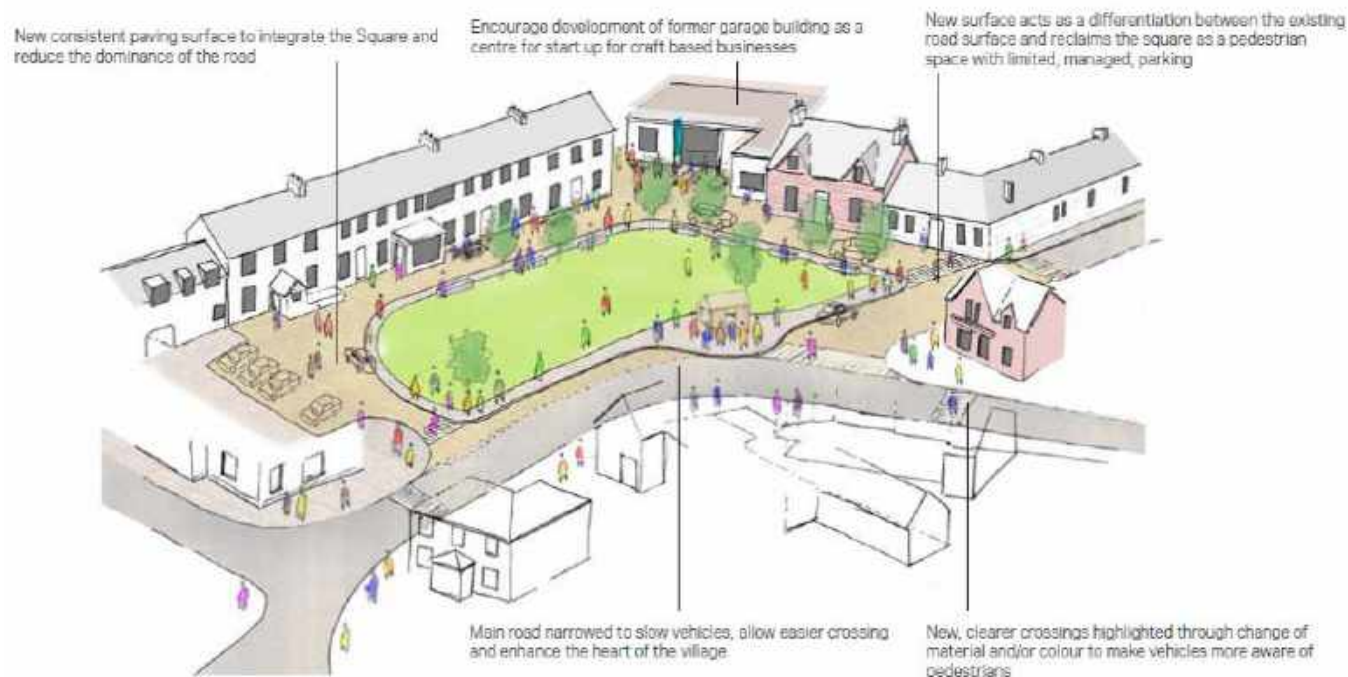 New consistent paving surface to integrate the Square and
reduce the dominance of the road
Encourage development of former garage building as a
centre for start up for craft based businesses
New surface acts as a differentiation between the existing
road surface and reclaims the square as a pedestrian
space with limited, managed, parking
Main road narrowed to slow vehicles, allow easier crossing
and enhance the heart of the village.
New, clearer crossings highlighted through change of
material and/or colour to make vehicles more aware of
pedestrians